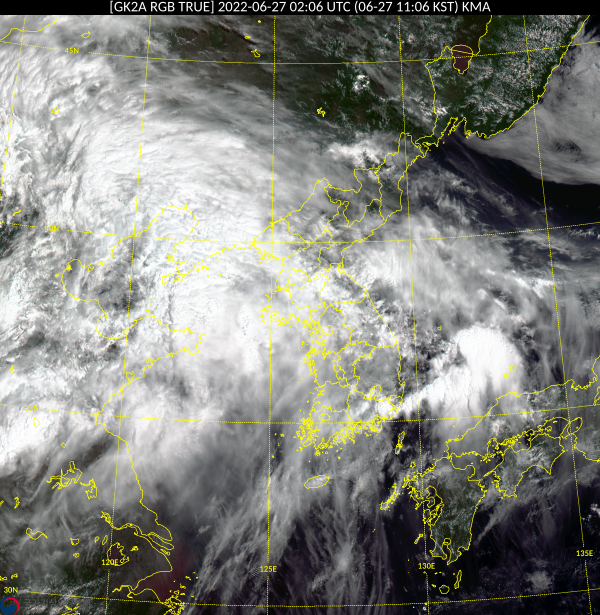 [GK2A RGB TRUE] 2022-06-27 02:06 UTC (06-27 11:06 KST) KMA
45N
120E
125E
130E
135E
30N